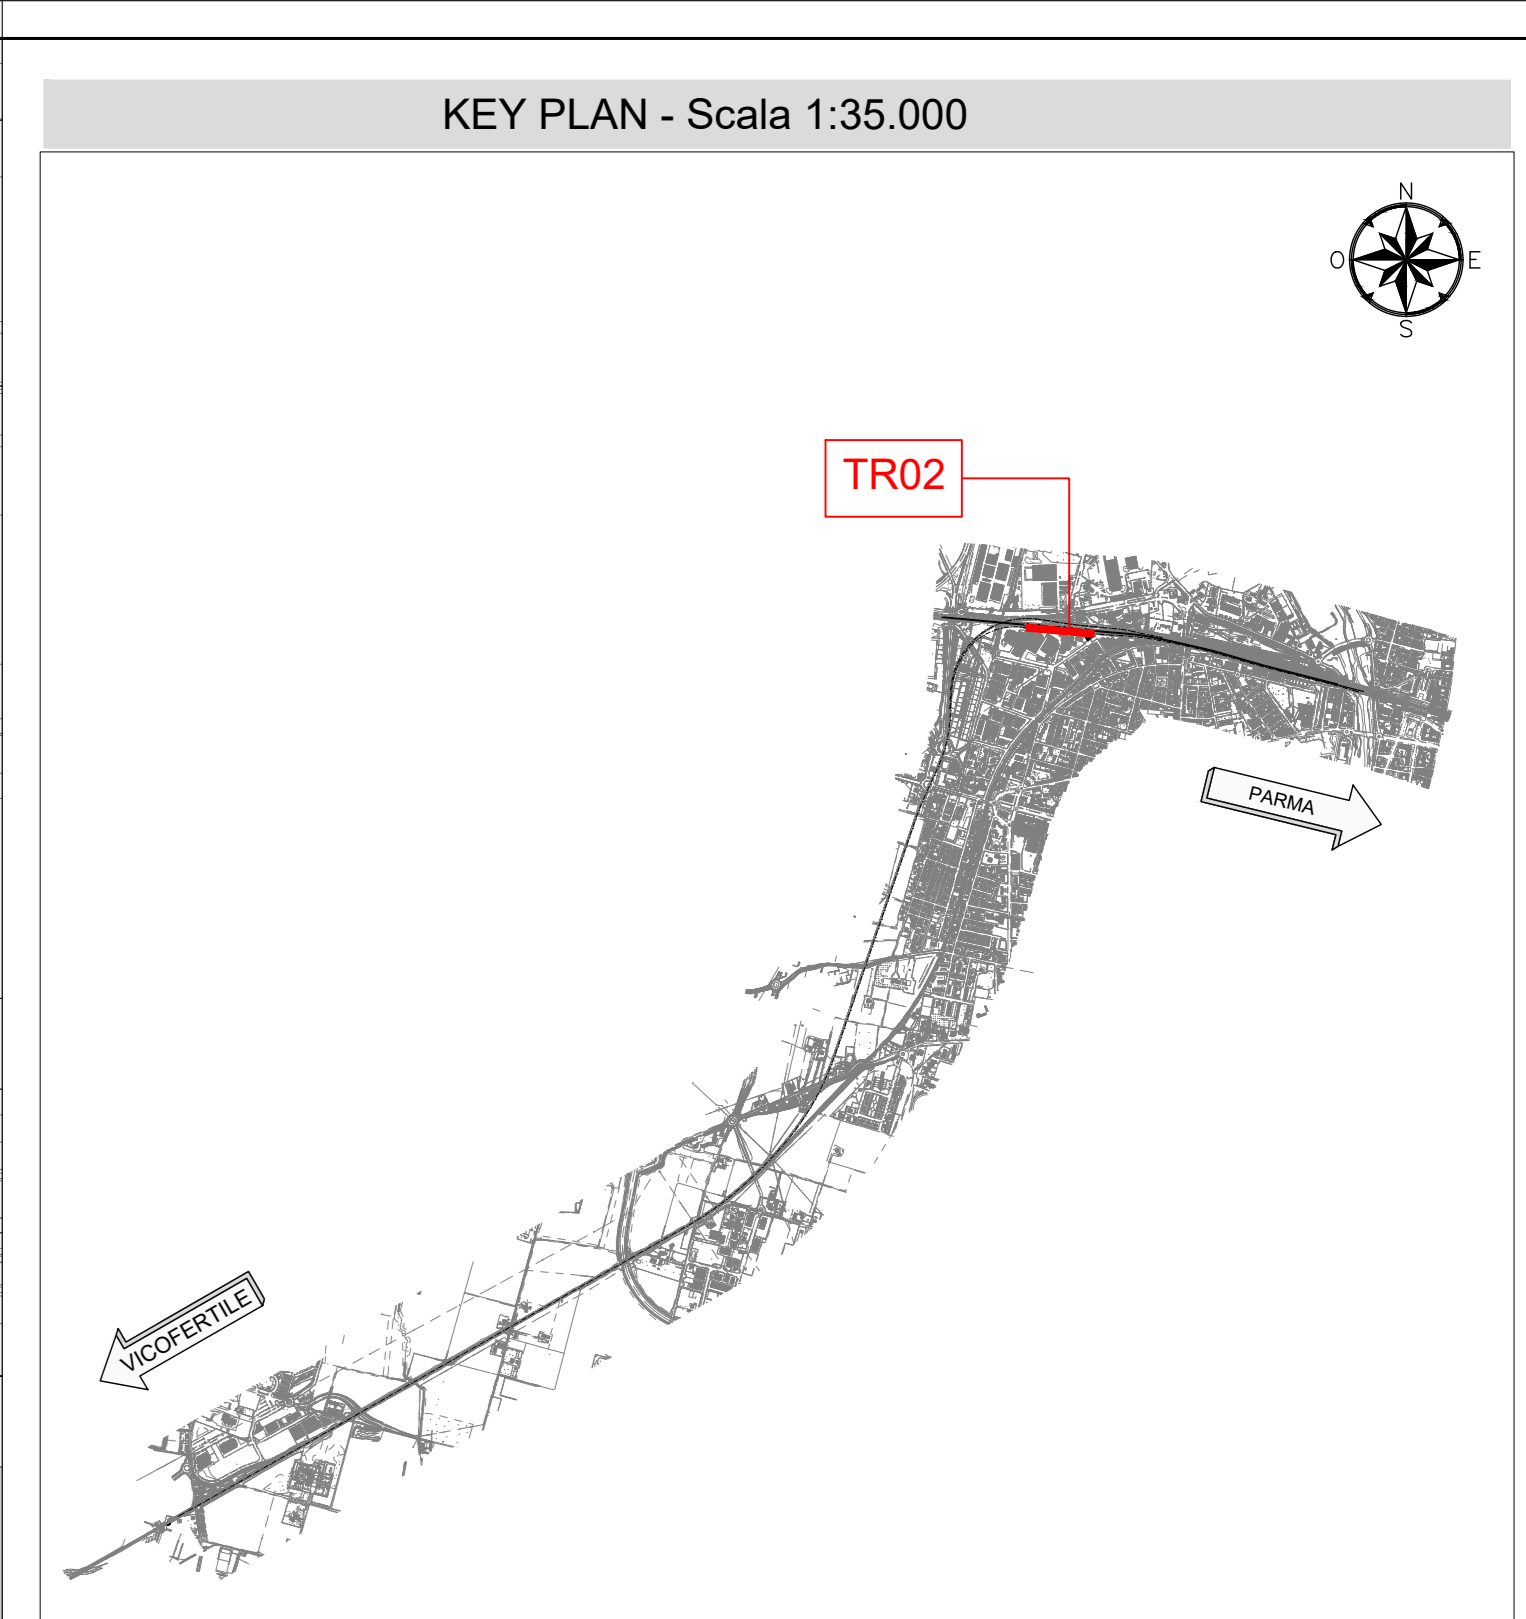 KEY PLAN - Scala 1:35.000
N
O
E
S
TR02
PARMA
VICOFERTILE